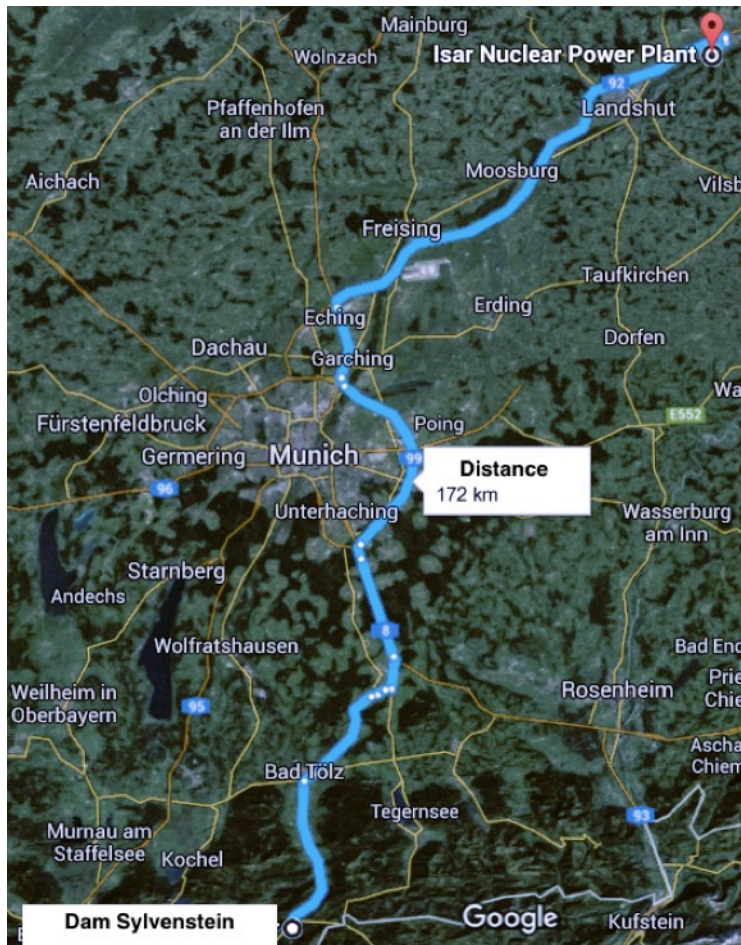 Mainburg
Isar Nuclear Power Plant
Wolnzach
92
Pfaffenhofen
an der Ilm
Landshut
Moosburg
Aichach
Vilsb
Freising
Taufkirchen
Eching
Erding
Dachau
Garching
Dorfen
Olching
Wa
Fürstenfeldbruck
Poing
E552
Germering
Munich
99
Distance
172 km
96
Unterhaching
Wasserburg
am Inn
Starnberg
Andechs
8
Wolfratshausen
Bad End
Weilheim in
Oberbayern
Rosenheim
Prie
Chie
95
Ascha
Chiem
Bad Tölz
Tegernsee
93
Murnau am
Staffelsee
Kochel
Dam Sylvenstein
Google
Kufstein